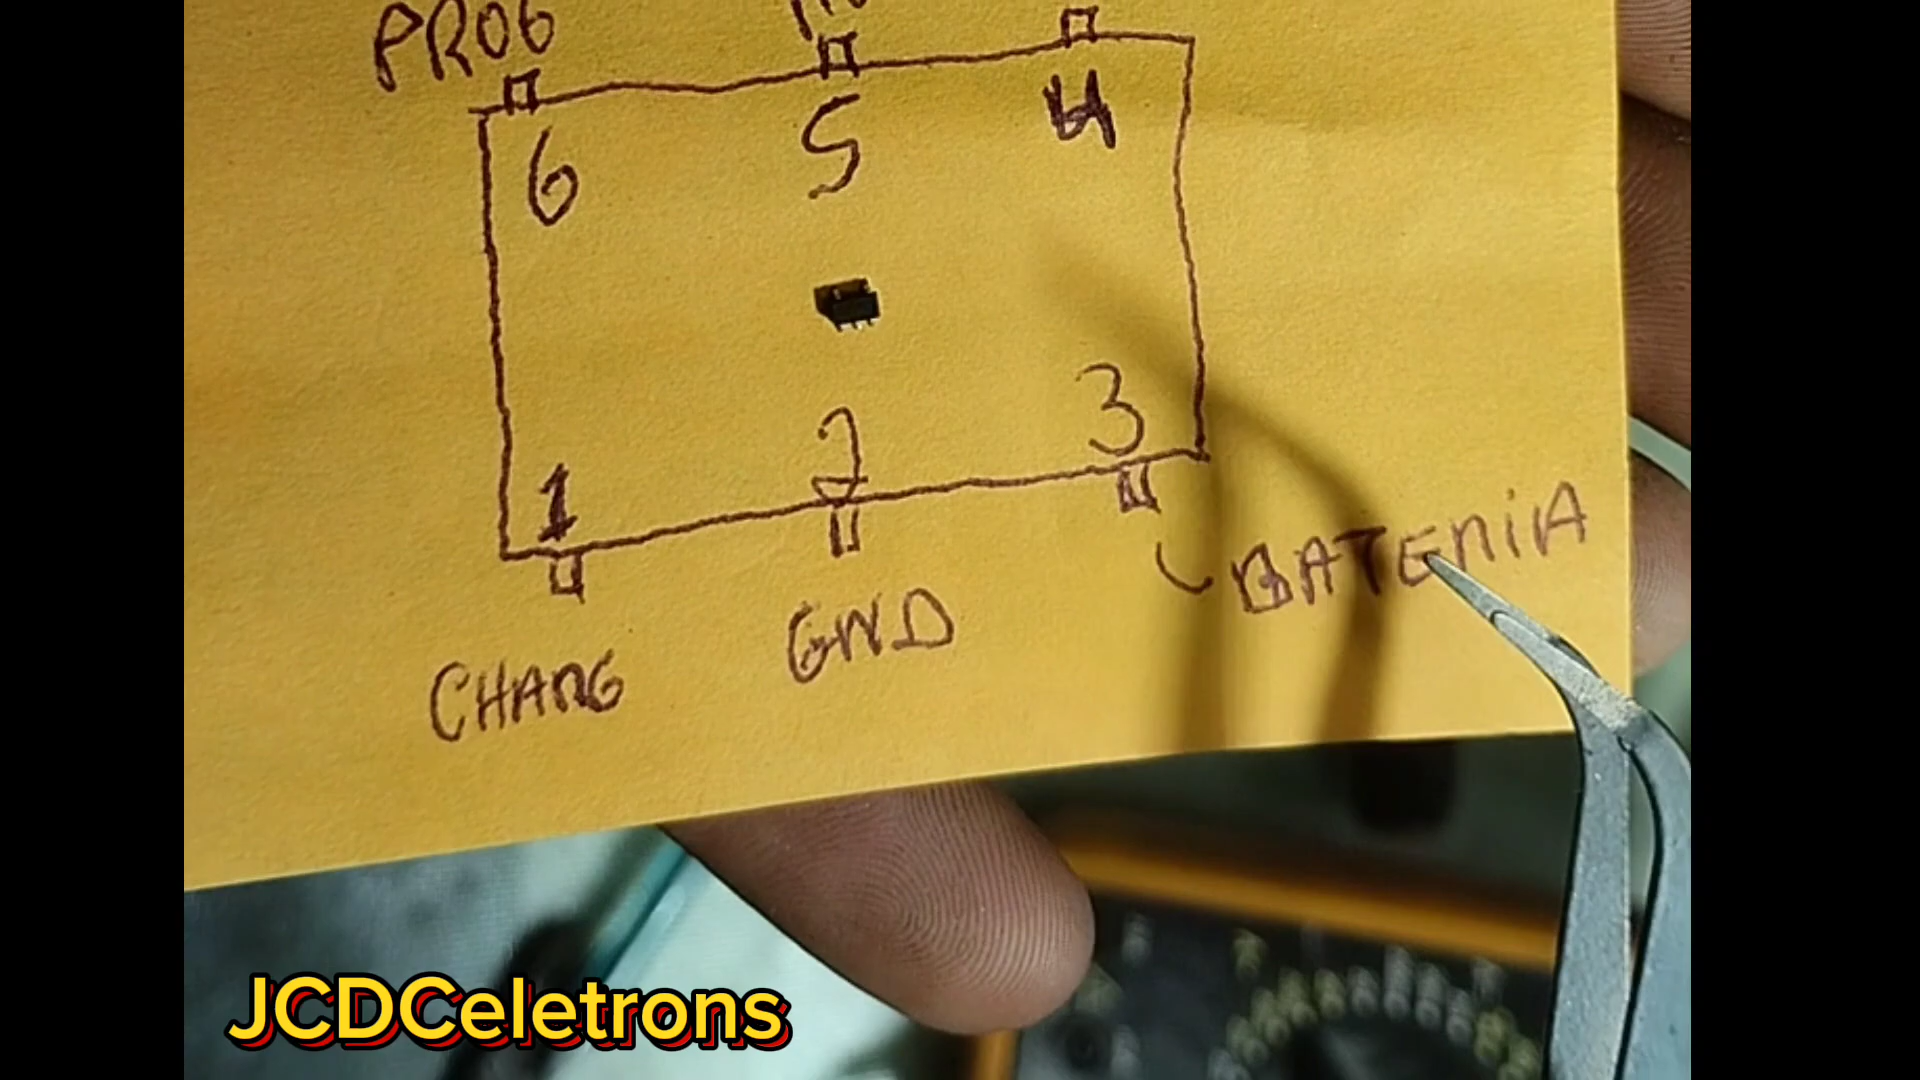 PROG
6 5 4
1 2 3
BATERIA
GND
CHARG
JCDCeletrons